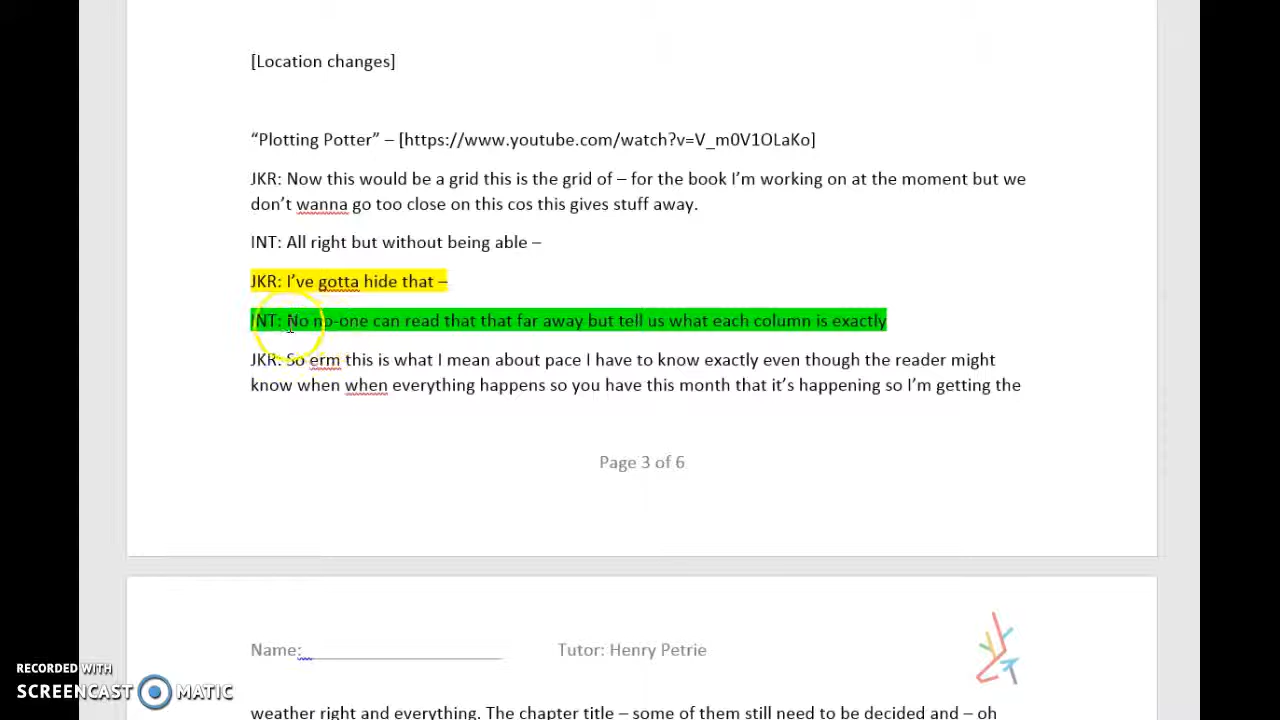 [Location changes]
“Plotting Potter” – [https://www.youtube.com/watch?v=V_m0V1OLaKo]
JKR: Now this would be a grid this is the grid of – for the book I’m working on at the moment but we
don’t wanna go too close on this cos this gives stuff away.
INT: All right but without being able –
JKR: I’ve gotta hide that –
INT: No no-one can read that that far away but tell us what each column is exactly
JKR: So erm this is what I mean about pace I have to know exactly even though the reader might
know when when everything happens so you have this month that it’s happening so I’m getting the
Page 3 of 6
Name:
Tutor: Henry Petrie
weather right and everything. The chapter title – some of them still need to be decided and – oh
RECORDED WITH
SCREENCAST MATIC